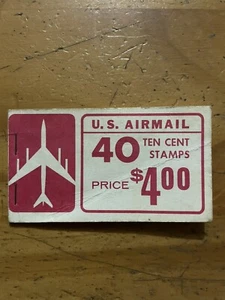 U.S. AIRMAIL
40 TEN CENT STAMPS
PRICE $4.00